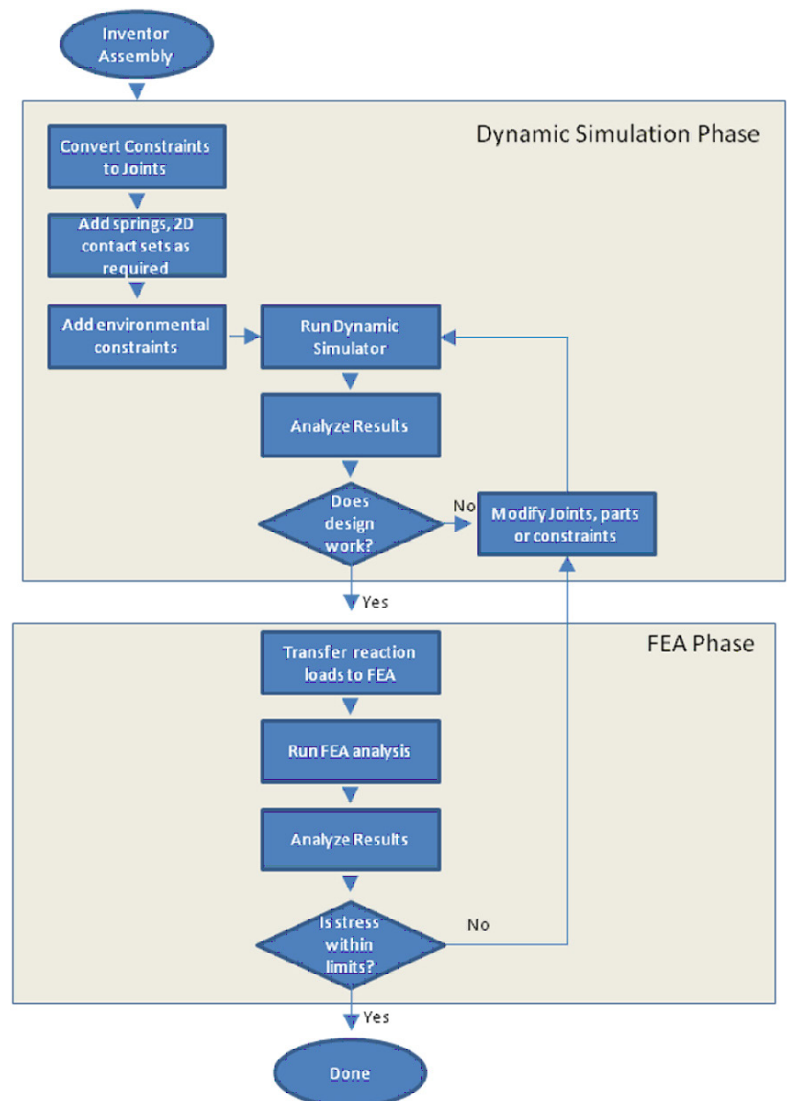 Inventor
Assembly
Dynamic Simulation Phase
Convert Constraints
to Joints
Add springs, 2D
contact sets as
required
Add environmental
constraints
Run Dynamic
Simulator
Analyze Results
Does
design
work?
No
Modify Joints, parts
or constraints
Yes
FEA Phase
Transfer reaction
loads to FEA
Run FEA analysis
Analyze Results
Is stress
within
limits?
No
Yes
Done